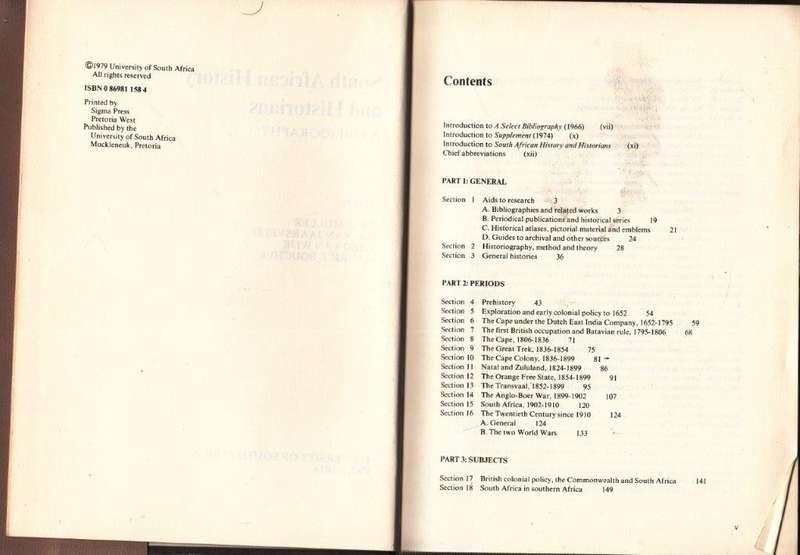 ©1979 University of South Africa
All rights reserved
ISBN 0 86981 158 4
Printed by
Sigma Press
Pretoria West
Published by the
University of South Africa
Muckleneuk, Pretoria
Contents
Introduction to A Select Bibliography (1966) (vii)
Introduction to Supplement (1974) (x)
Introduction to South African History and Historians (xi)
Chief abbreviations (xii)
PART 1: GENERAL
Section 1 Aids to research 3
A. Bibliographies and related works 3
B. Periodical publications and historical series 19
C. Historical atlases, pictorial material and emblems 21
D. Guides to archival and other sources 24
Section 2 Historiography, method and theory 28
Section 3 General histories 36
PART 2: PERIODS
Section 4 Prehistory 43
Section 5 Exploration and early colonial policy to 1652 54
Section 6 The Cape under the Dutch East India Company, 1652-1795 59
Section 7 The first British occupation and Batavian rule, 1795-1806 68
Section 8 The Cape, 1806-1836 71
Section 9 The Great Trek, 1836-1854 75
Section 10 The Cape Colony, 1836-1899 81
Section 11 Natal and Zululand, 1824-1899 86
Section 12 The Orange Free State, 1854-1899 91
Section 13 The Transvaal, 1852-1899 95
Section 14 The Anglo-Boer War, 1899-1902 107
Section 15 South Africa, 1902-1910 120
Section 16 The Twentieth Century since 1910 124
A. General 124
B. The two World Wars 133
PART 3: SUBJECTS
Section 17 British colonial policy, the Commonwealth and South Africa 141
Section 18 South Africa in southern Africa 149
v